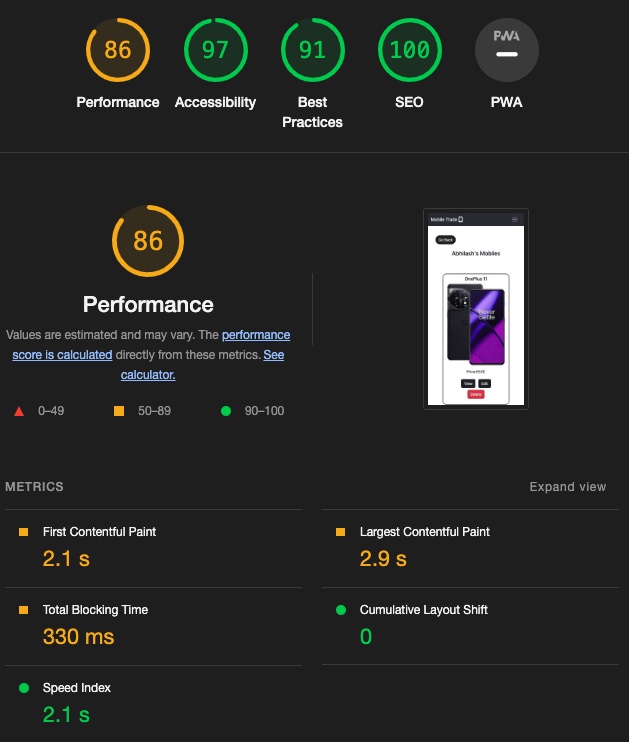 86
97
91
100
PWA
Performance
Accessibility
Best
Practices
SEO
PWA
86
Performance
Values are estimated and may vary. The performance
score is calculated directly from these metrics. See
calculator.
0–49
50–89
90–100
Mobile Trade
Go Back
Abhilash's Mobiles
OnePlus 11
Never
Settle
View
Edit
Delete
METRICS
Expand view
First Contentful Paint
2.1 s
Largest Contentful Paint
2.9 s
Total Blocking Time
330 ms
Cumulative Layout Shift
0
Speed Index
2.1 s